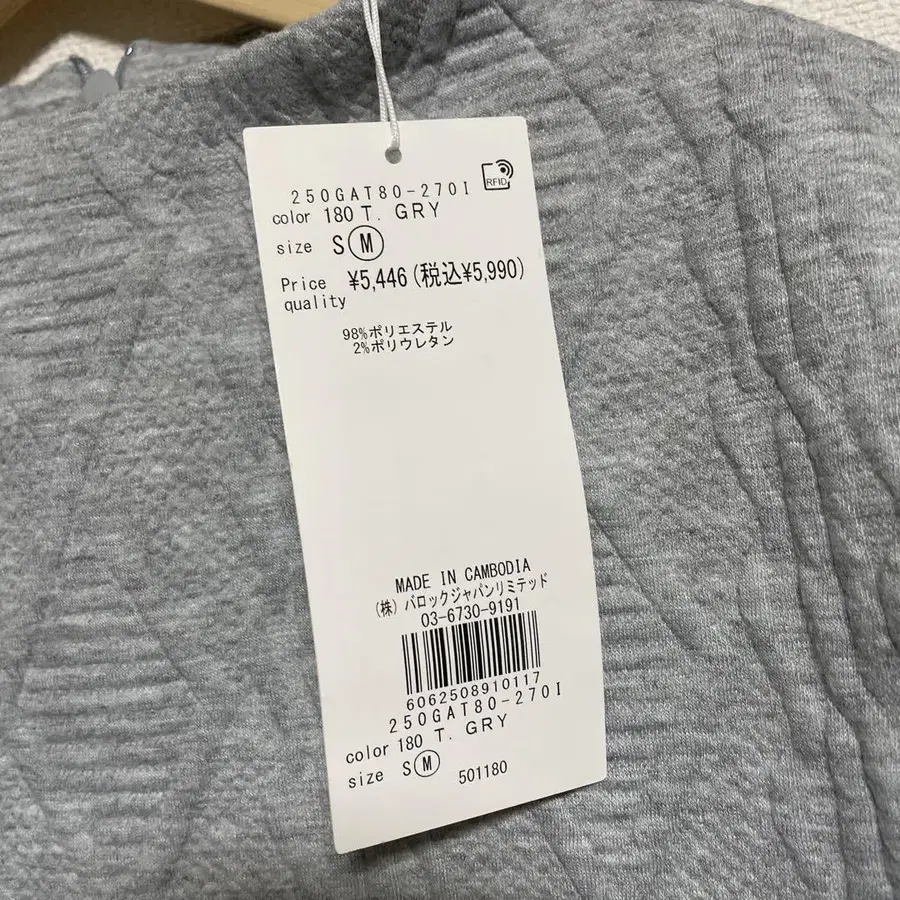 250GAT80-270I
RFID
color 180 T. GRY
size S M
Price ¥5,446 (税込¥5,990)
quality
98%ポリエステル
2%ポリウレタン
MADE IN CAMBODIA
(株) バロックジャパンリミテッド
03-6730-9191
6062508910117
250GAT80-270I
color 180 T. GRY
size S M
501180